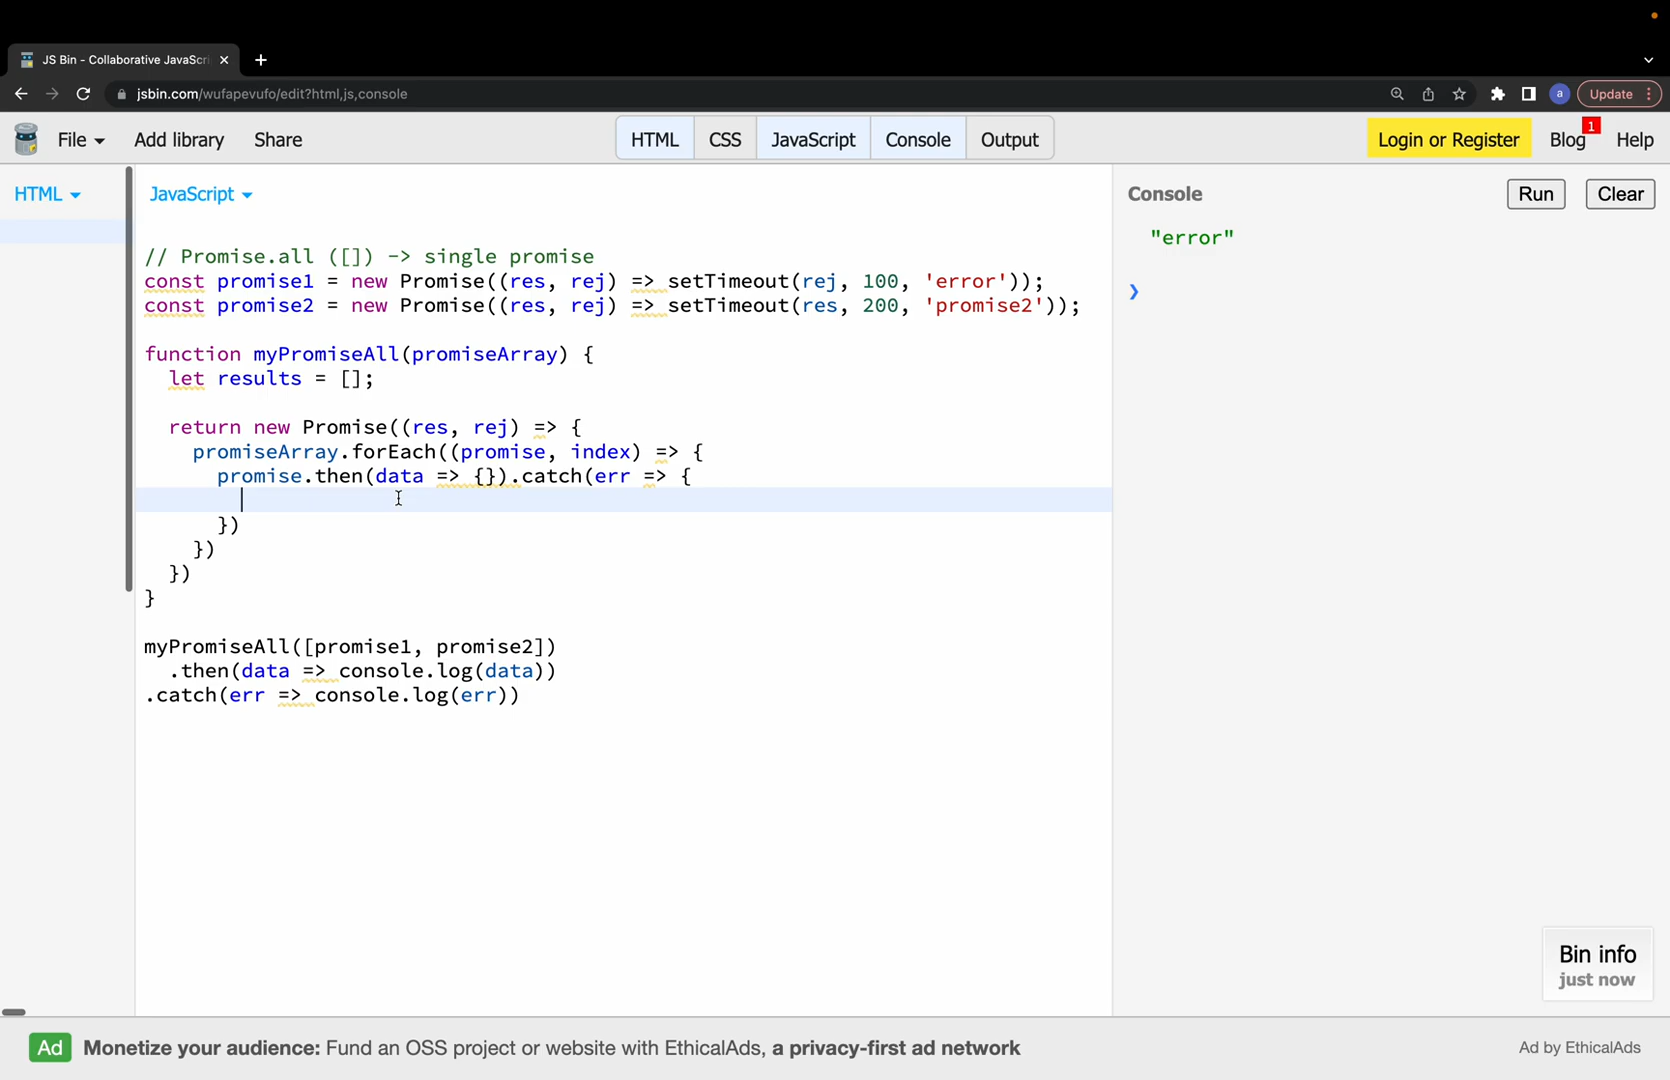 JS Bin - Collaborative JavaScri
jsbin.com/wufapevufo/edit?html,js,console
a
Update
File
Add library
Share
HTML
CSS
JavaScript
Console
Output
Login or Register
Blog
1
Help
HTML
JavaScript
// Promise.all ([]) -> single promise
const promise1 = new Promise((res, rej) => setTimeout(rej, 100, 'error'));
const promise2 = new Promise((res, rej) => setTimeout(res, 200, 'promise2'));
function myPromiseAll(promiseArray) {
let results = [];
return new Promise((res, rej) => {
promiseArray.forEach((promise, index) => {
promise.then(data => {}).catch(err => {
})
})
})
}
myPromiseAll([promise1, promise2])
.then(data => console.log(data))
.catch(err => console.log(err))
Console
Run
Clear
"error"
Bin info
just now
Ad
Monetize your audience: Fund an OSS project or website with EthicalAds, a privacy-first ad network
Ad by EthicalAds